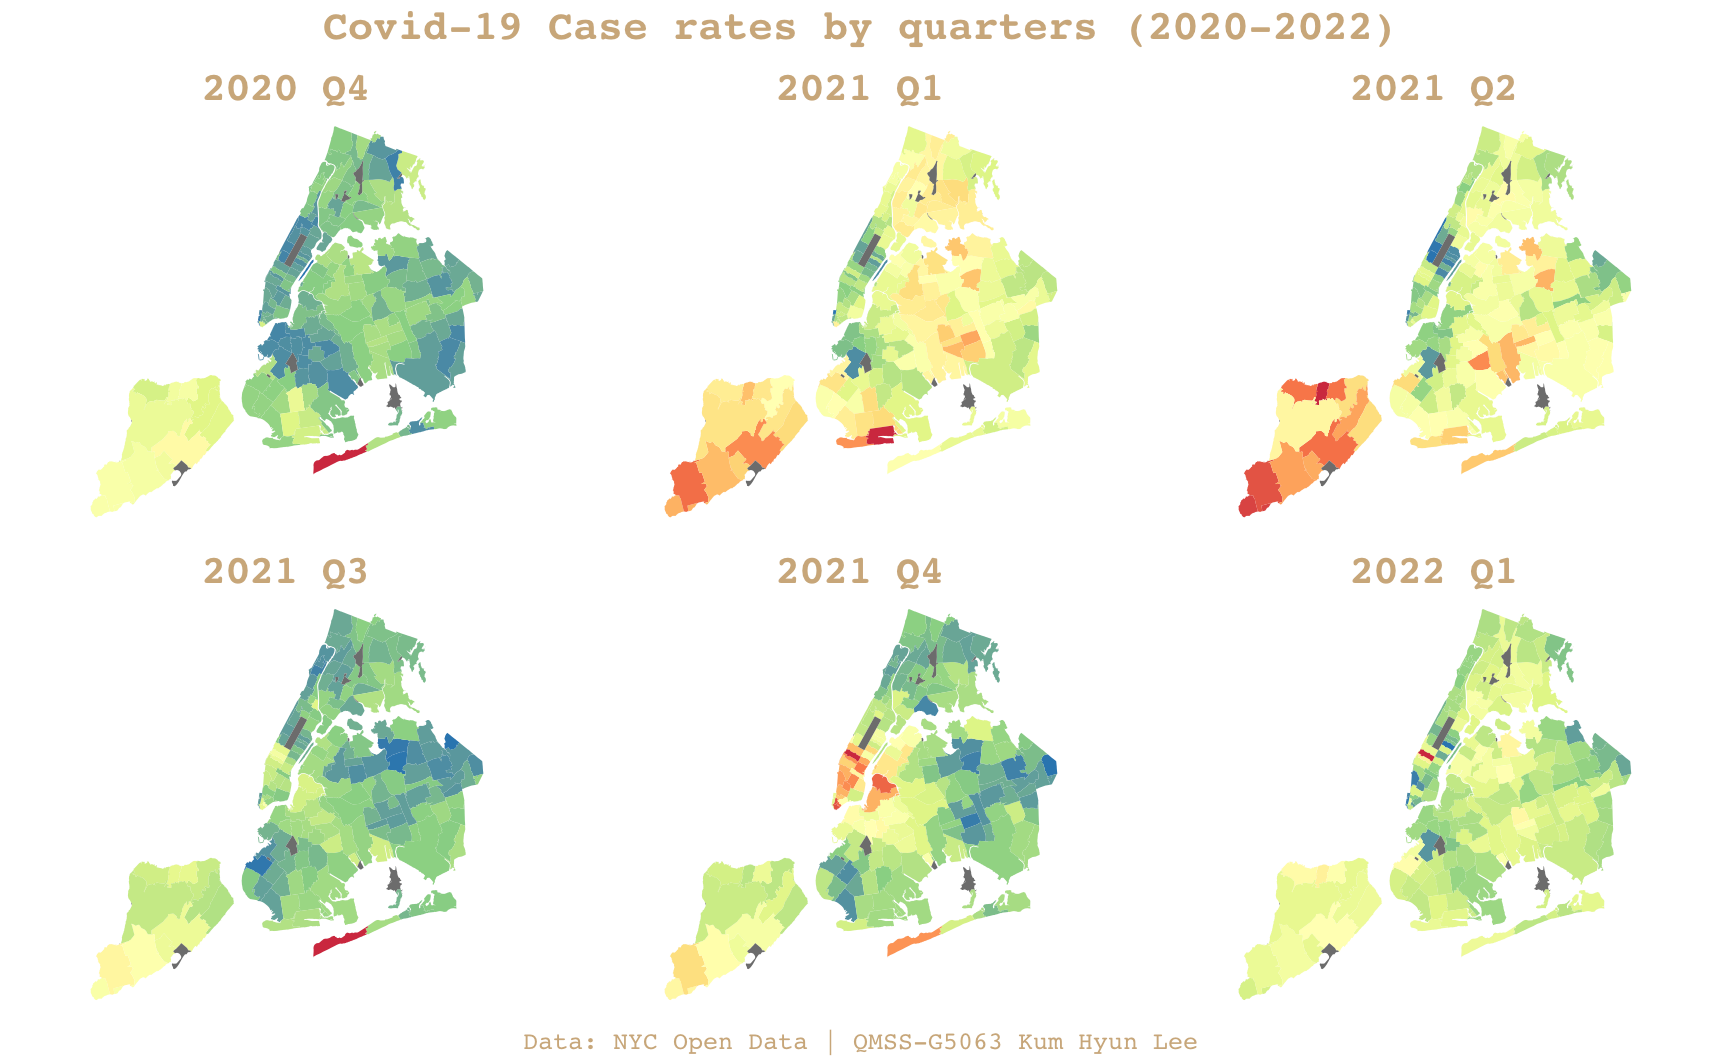 Covid-19 Case rates by quarters (2020-2022)
2020 Q4
2021 Q1
2021 Q2
2021 Q3
2021 Q4
2022 Q1
Data: NYC Open Data | QMSS-G5063 Kum Hyun Lee